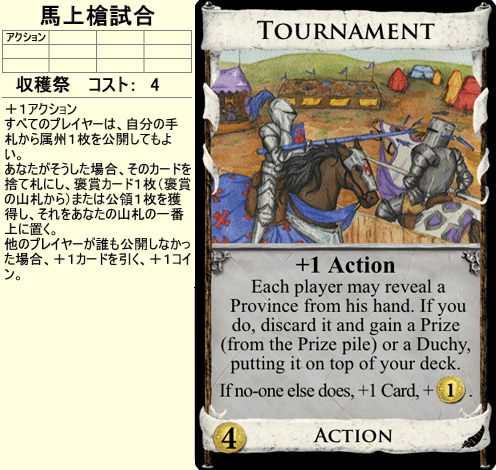 馬上槍試合
アクション
収穫祭　コスト：　4
＋１アクション
すべてのプレイヤーは、自分の手
札から属州１枚を公開してもよ
い。
あなたがそうした場合、そのカードを
捨て札にし、褒賞カード１枚（褒賞
の山札から）または公領１枚を獲
得し、それをあなたの山札の一番
上に置く。
他のプレイヤーが誰も公開しなかっ
た場合、＋１カードを引く、＋１コイ
ン。
TOURNAMENT
+1 Action
Each player may reveal a
Province from his hand. If you
do, discard it and gain a Prize
(from the Prize pile) or a Duchy,
putting it on top of your deck.
If no-one else does, +1 Card, + 1 .
4 ACTION